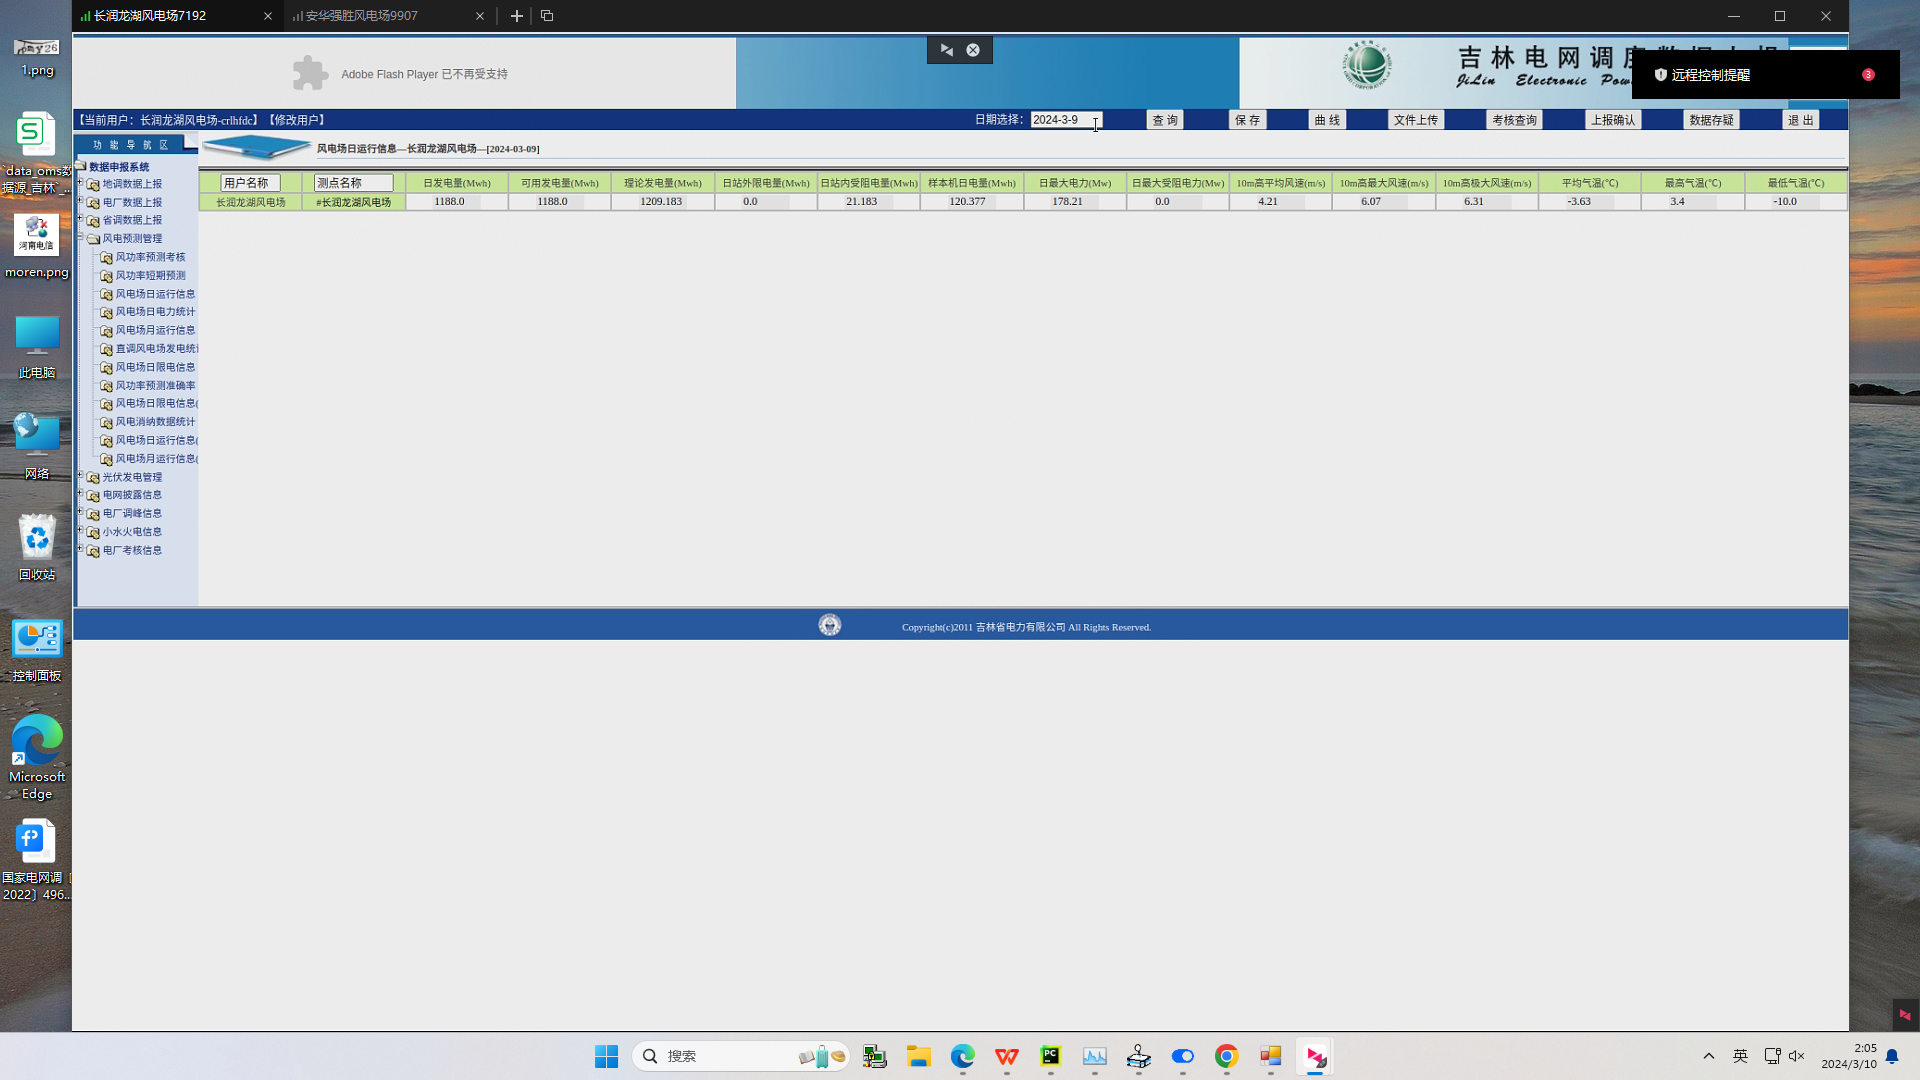 长润龙湖风电场7192
安华强胜风电场9907
1.png
Adobe Flash Player 已不再受支持
吉林电网调度
JiLin Electronic Pow
远程控制提醒
3
【当前用户：长润龙湖风电场-crlhfdc】【修改用户】
日期选择：
2024-3-9
查 询
保 存
曲 线
文件上传
考核查询
上报确认
数据存疑
退 出
功 能 导 航 区
风电场日运行信息—长润龙湖风电场—[2024-03-09]
用户名称
测点名称
日发电量(Mwh)
可用发电量(Mwh)
理论发电量(Mwh)
日站外限电量(Mwh)
日站内受阻电量(Mwh)
样本机日电量(Mwh)
日最大电力(Mw)
日最大受阻电力(Mw)
10m高平均风速(m/s)
10m高最大风速(m/s)
10m高极大风速(m/s)
平均气温(℃)
最高气温(℃)
最低气温(℃)
长润龙湖风电场
#长润龙湖风电场
1188.0
1188.0
1209.183
0.0
21.183
120.377
178.21
0.0
4.21
6.07
6.31
-3.63
3.4
-10.0
数据申报系统
地调数据上报
电厂数据上报
省调数据上报
风电预测管理
风功率预测考核
风功率短期预测
风电场日运行信息
风电场日电力统计
风电场月运行信息
直调风电场发电统
风电场日限电信息
风功率预测准确率
风电场日限电信息(
风电消纳数据统计
风电场日运行信息(
风电场月运行信息(
光伏发电管理
电网披露信息
电厂调峰信息
小水火电信息
电厂考核信息
Copyright(c)2011 吉林省电力有限公司 All Rights Reserved.
`data_oms数
据源_吉林`_...
河南电信
moren.png
此电脑
网络
回收站
控制面板
Microsoft
Edge
国家电网调〔
2022〕496...
搜索
英
2:05
2024/3/10